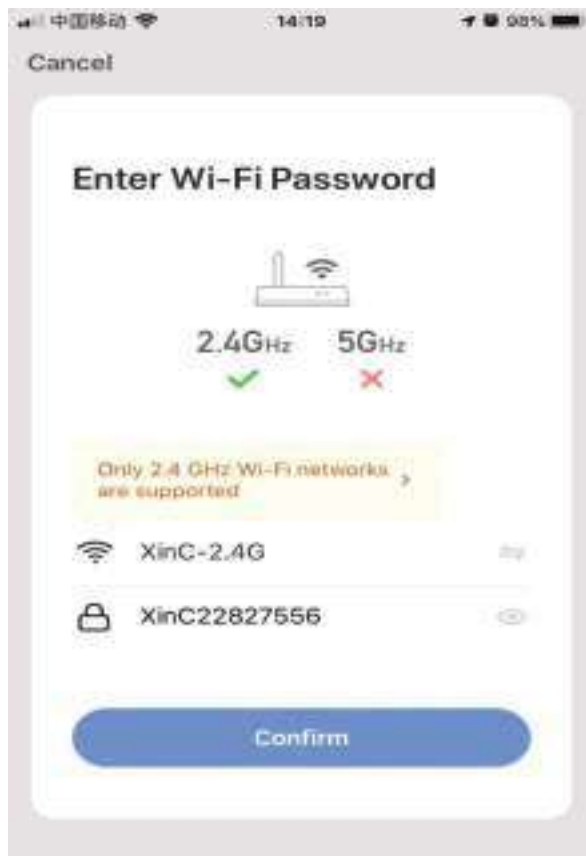 中国移动 14:19 98%
Cancel
Enter Wi-Fi Password
2.4GHz 5GHz
Only 2.4 GHz Wi-Fi networks
are supported
XinC-2.4G
XinC22827556
Confirm